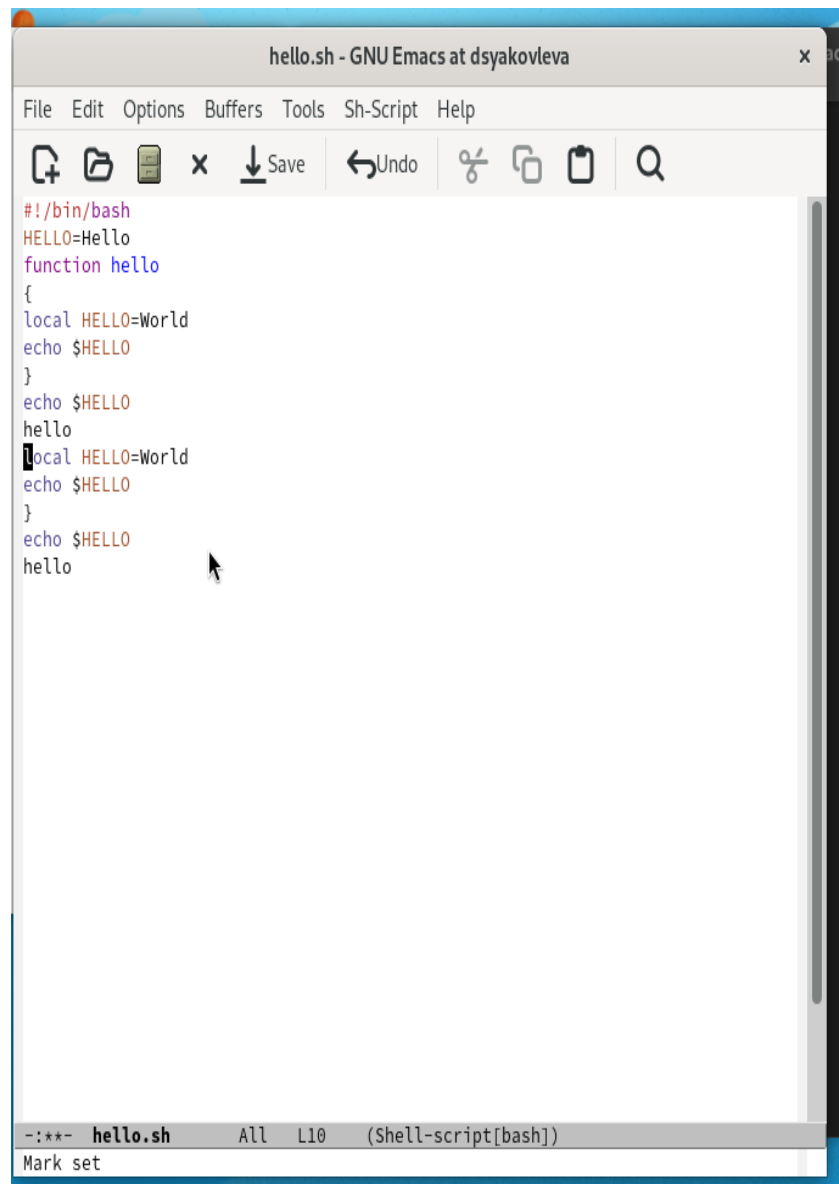 hello.sh - GNU Emacs at dsyakovleva
File Edit Options Buffers Tools Sh-Script Help
Save Undo
#!/bin/bash
HELLO=Hello
function hello
{
local HELLO=World
echo $HELLO
}
echo $HELLO
hello
local HELLO=World
echo $HELLO
}
echo $HELLO
hello
-:**- hello.sh All L10 (Shell-script[bash])
Mark set